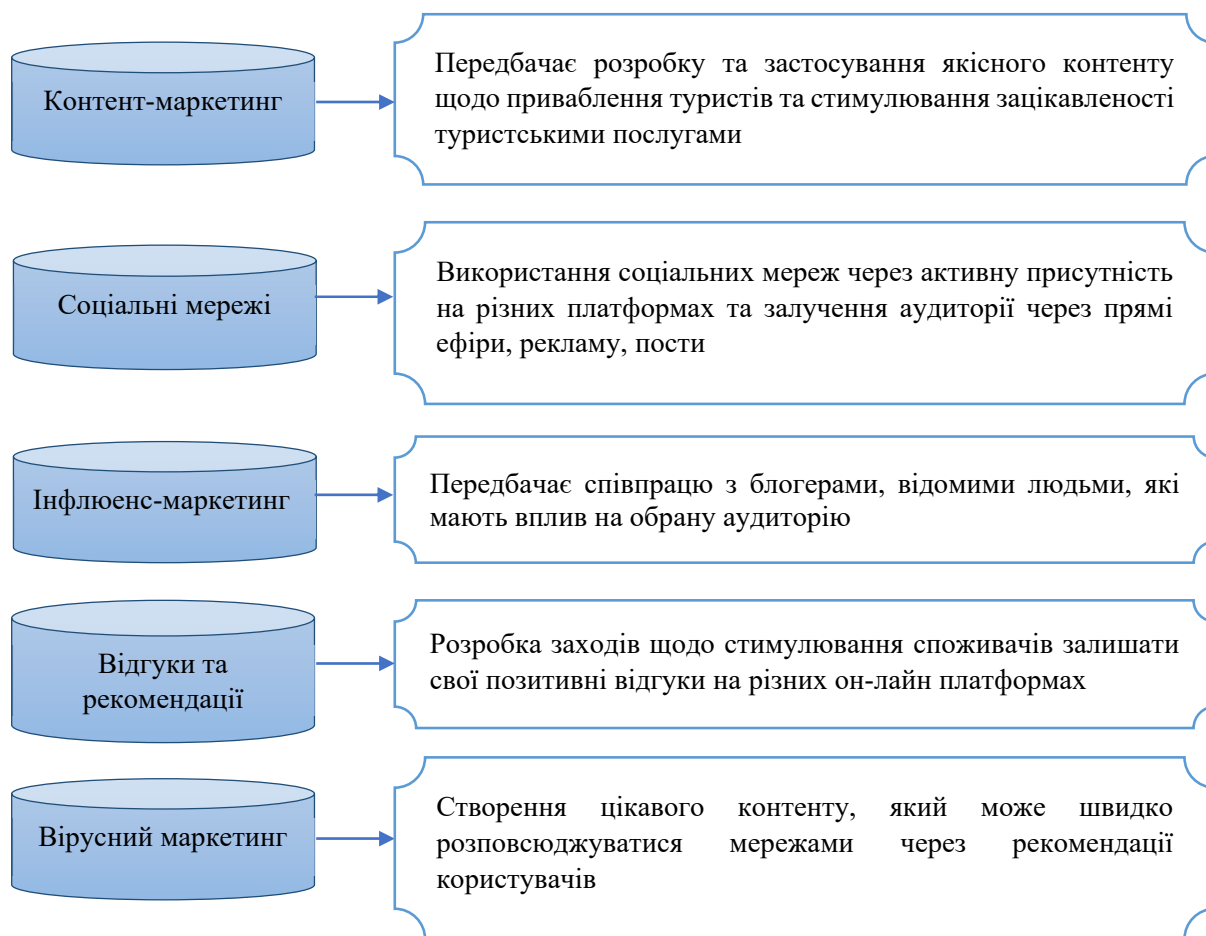 Контент-маркетинг
Передбачає розробку та застосування якісного контенту
щодо приваблення туристів та стимулювання зацікавленості
туристськими послугами
Соціальні мережі
Використання соціальних мереж через активну присутність
на різних платформах та залучення аудиторії через прямі
ефіри, рекламу, пости
Інфлюенс-маркетинг
Передбачає співпрацю з блогерами, відомими людьми, які
мають вплив на обрану аудиторію
Відгуки та
рекомендації
Розробка заходів щодо стимулювання споживачів залишати
свої позитивні відгуки на різних он-лайн платформах
Вірусний маркетинг
Створення цікавого контенту, який може швидко
розповсюджуватися мережами через рекомендації
користувачів